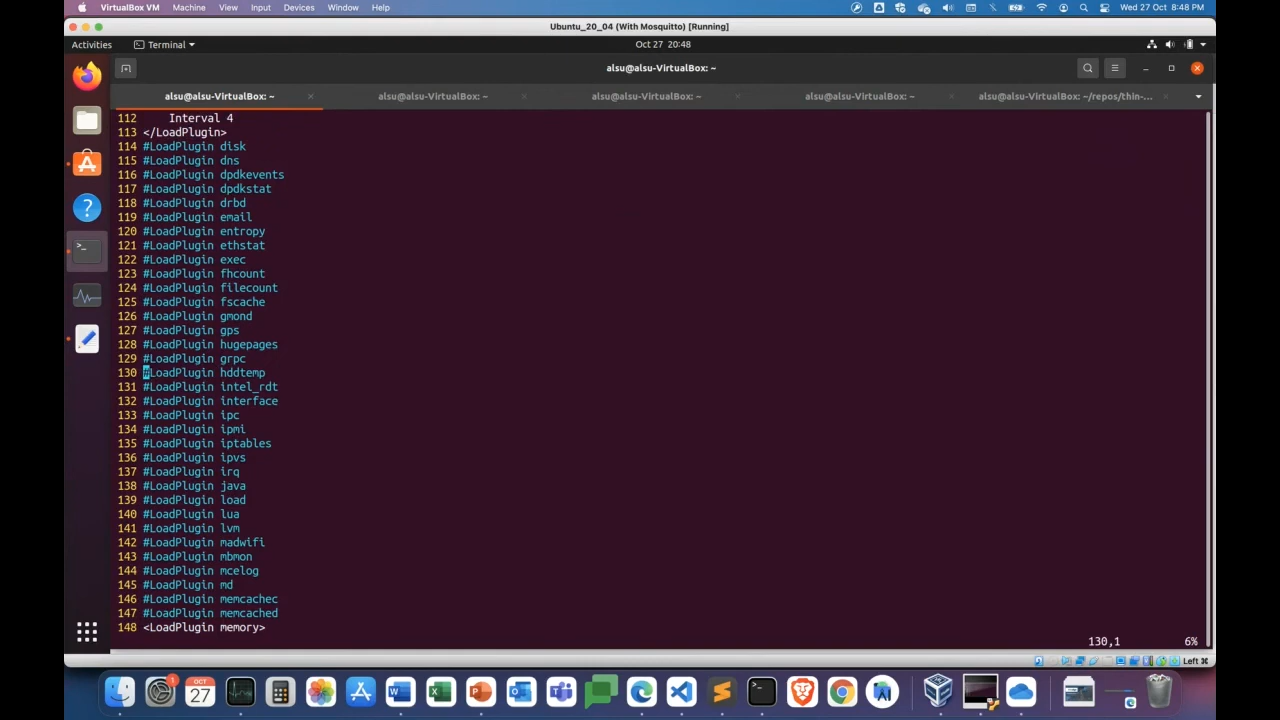 VirtualBox VM Machine View Input Devices Window Help Wed 27 Oct 8:48 PM
Ubuntu_20_04 (With Mosquitto) [Running]
Activities Terminal Oct 27 20:48
alsu@alsu-VirtualBox: ~
alsu@alsu-VirtualBox: ~ alsu@alsu-VirtualBox: ~ alsu@alsu-VirtualBox: ~ alsu@alsu-VirtualBox: ~ alsu@alsu-VirtualBox: ~/repos/thin-...
112 Interval 4
113 </LoadPlugin>
114 #LoadPlugin disk
115 #LoadPlugin dns
116 #LoadPlugin dpdkevents
117 #LoadPlugin dpdkstat
118 #LoadPlugin drbd
119 #LoadPlugin email
120 #LoadPlugin entropy
121 #LoadPlugin ethstat
122 #LoadPlugin exec
123 #LoadPlugin fhcount
124 #LoadPlugin filecount
125 #LoadPlugin fscache
126 #LoadPlugin gmond
127 #LoadPlugin gps
128 #LoadPlugin hugepages
129 #LoadPlugin grpc
130 #LoadPlugin hddtemp
131 #LoadPlugin intel_rdt
132 #LoadPlugin interface
133 #LoadPlugin ipc
134 #LoadPlugin ipmi
135 #LoadPlugin iptables
136 #LoadPlugin ipvs
137 #LoadPlugin irq
138 #LoadPlugin java
139 #LoadPlugin load
140 #LoadPlugin lua
141 #LoadPlugin lvm
142 #LoadPlugin madwifi
143 #LoadPlugin mbmon
144 #LoadPlugin mcelog
145 #LoadPlugin md
146 #LoadPlugin memcachec
147 #LoadPlugin memcached
148 <LoadPlugin memory>
130,1 6%
Left ⌘
1
OCT
27